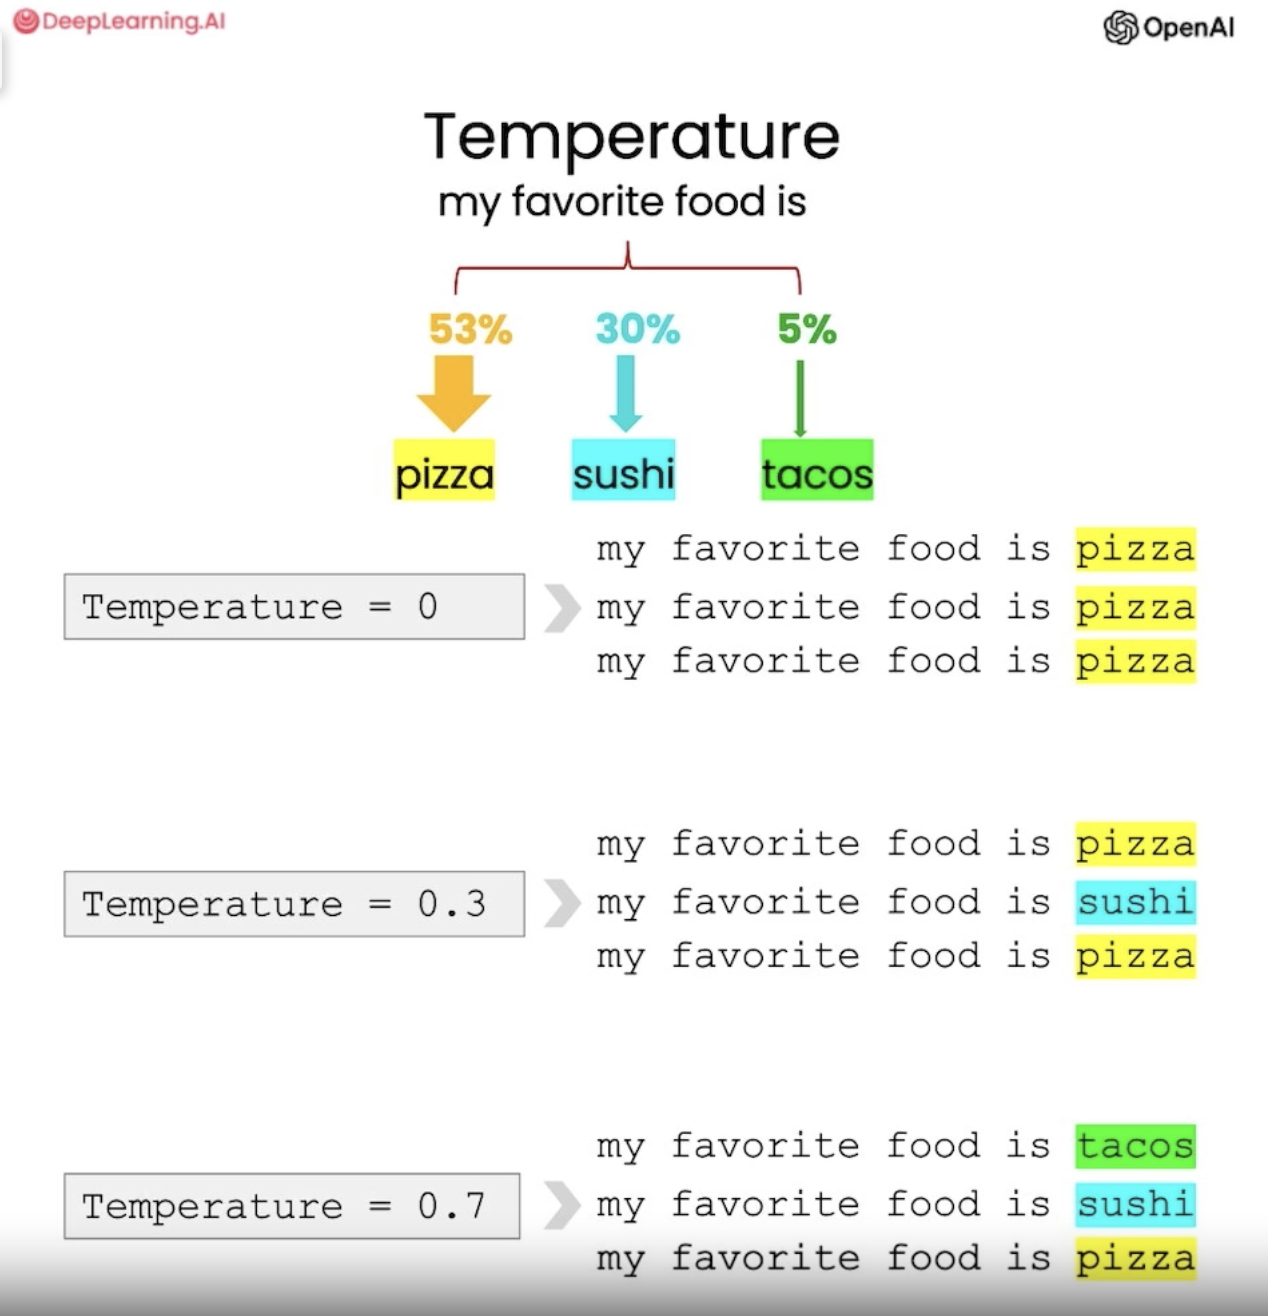 DeepLearning.AI
OpenAI
Temperature
my favorite food is
53% 30% 5%
pizza sushi tacos
my favorite food is pizza
Temperature = 0
my favorite food is pizza
my favorite food is pizza
my favorite food is pizza
Temperature = 0.3
my favorite food is sushi
my favorite food is pizza
my favorite food is tacos
Temperature = 0.7
my favorite food is sushi
my favorite food is pizza